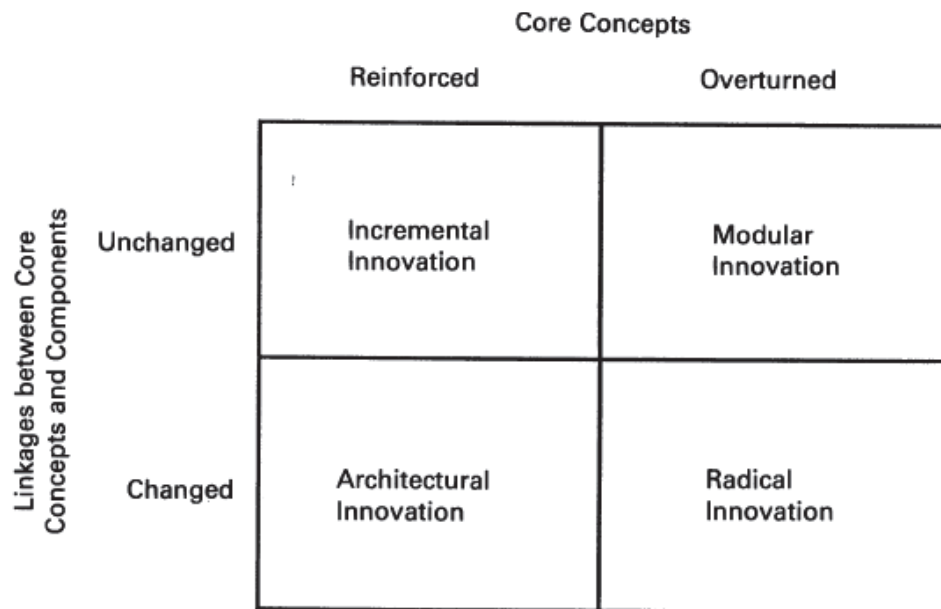 Core Concepts
Reinforced
Overturned
Linkages between Core
Concepts and Components
Unchanged
Incremental
Innovation
Modular
Innovation
Changed
Architectural
Innovation
Radical
Innovation